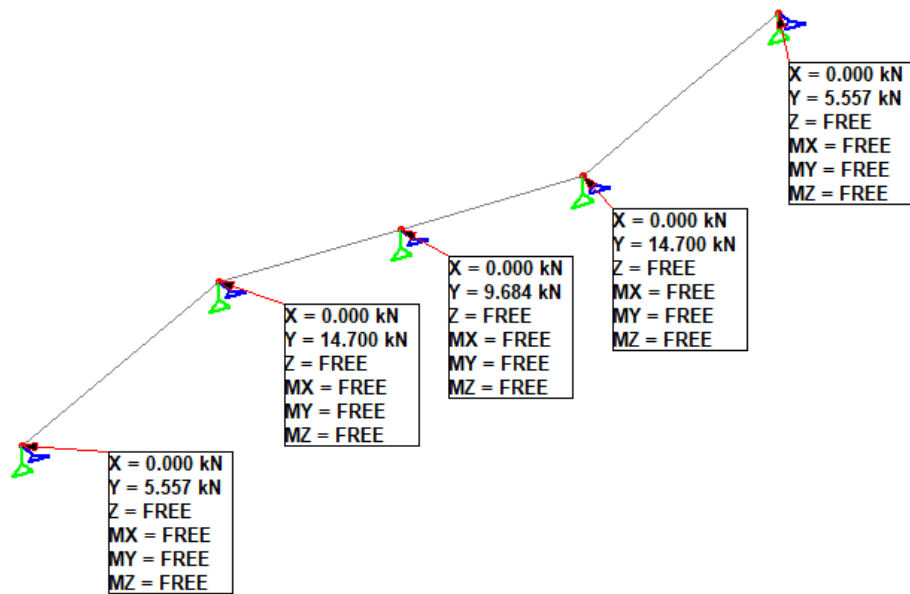 X = 0.000 kN
Y = 5.557 kN
Z = FREE
MX = FREE
MY = FREE
MZ = FREE
X = 0.000 kN
Y = 14.700 kN
Z = FREE
MX = FREE
MY = FREE
MZ = FREE
X = 0.000 kN
Y = 9.684 kN
Z = FREE
MX = FREE
MY = FREE
MZ = FREE
X = 0.000 kN
Y = 14.700 kN
Z = FREE
MX = FREE
MY = FREE
MZ = FREE
X = 0.000 kN
Y = 5.557 kN
Z = FREE
MX = FREE
MY = FREE
MZ = FREE